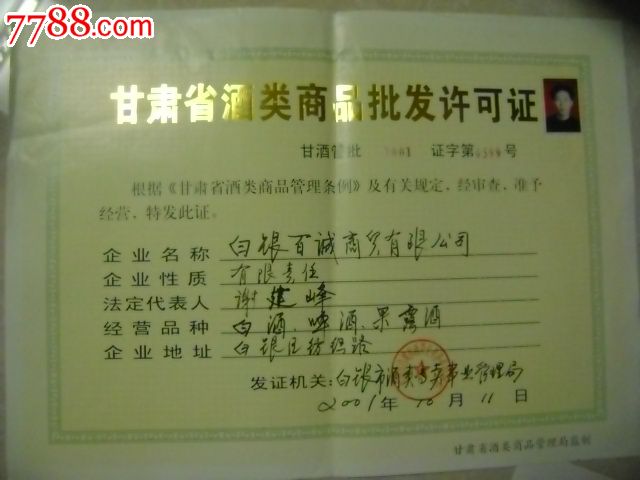 7788.com
甘肃省酒类商品批发许可证
甘酒管批 2001 证字第0399号
根据《甘肃省酒类商品管理条例》及有关规定，经审查，准予
经营，特发此证。
企业名称 白银百诚商贸有限公司
企业性质 有限责任
法定代表人 谢建峰
经营品种 白酒、啤酒、果露酒
企业地址 白银区纺织路
发证机关：白银市酒类专卖事业管理局
2001年10月11日
甘肃省酒类商品管理局监制